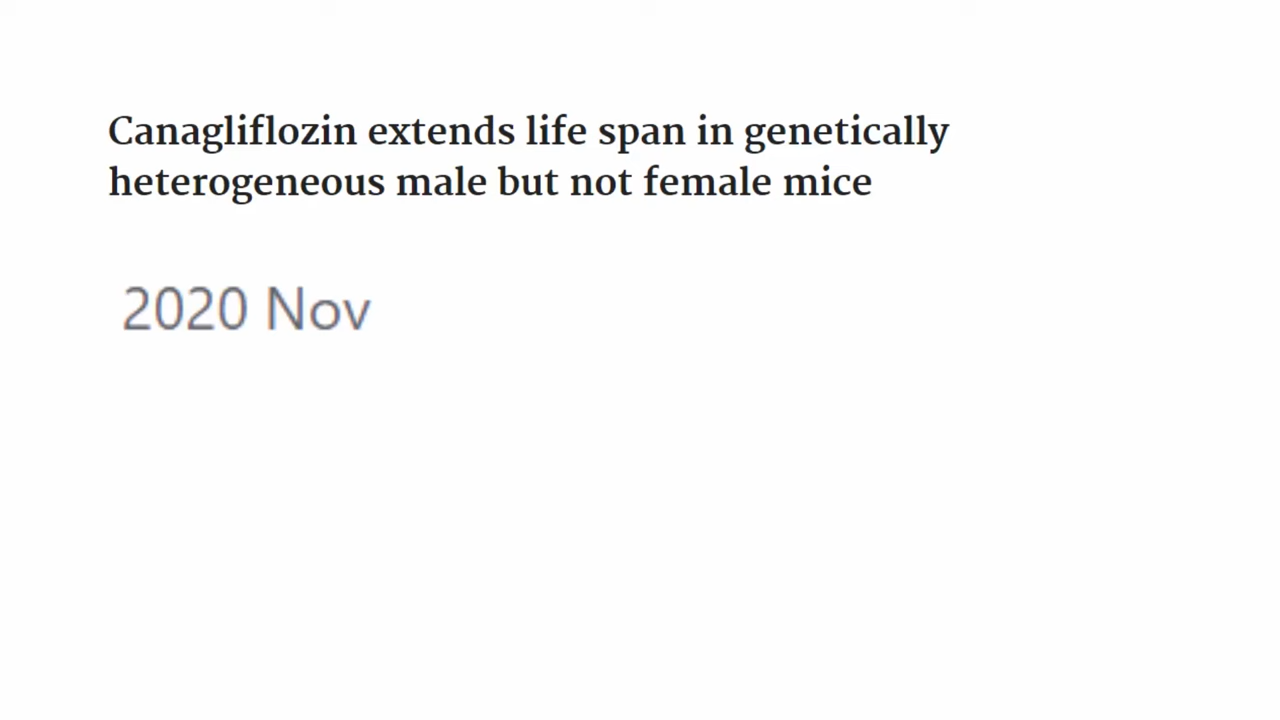 Canagliflozin extends life span in genetically
heterogeneous male but not female mice
2020 Nov